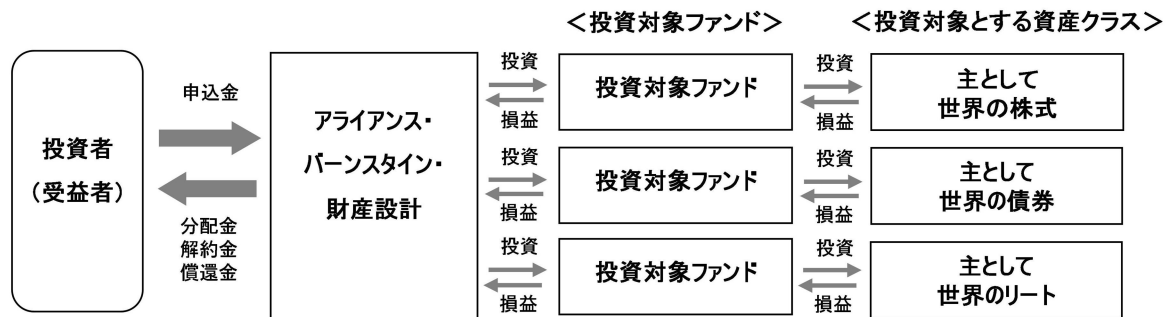 ＜投資対象ファンド＞
＜投資対象とする資産クラス＞
投資者
（受益者）
申込金
分配金
解約金
償還金
アライアンス・
バーンスタイン・
財産設計
投資
損益
投資対象ファンド
投資
損益
主として
世界の株式
投資
損益
投資対象ファンド
投資
損益
主として
世界の債券
投資
損益
投資対象ファンド
投資
損益
主として
世界のリート